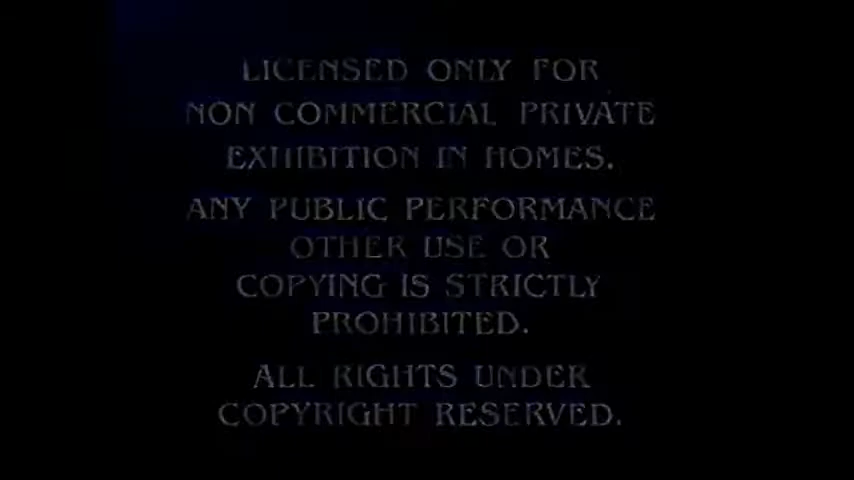 LICENSED ONLY FOR
NON COMMERCIAL PRIVATE
EXHIBITION IN HOMES.
ANY PUBLIC PERFORMANCE
OTHER USE OR
COPYING IS STRICTLY
PROHIBITED.
ALL RIGHTS UNDER
COPYRIGHT RESERVED.